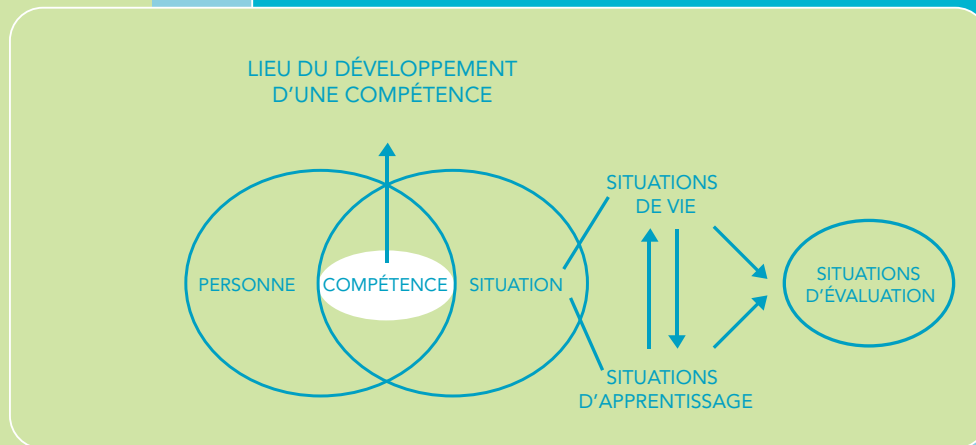 LIEU DU DÉVELOPPEMENT
D’UNE COMPÉTENCE
PERSONNE
COMPÉTENCE
SITUATION
SITUATIONS
DE VIE
SITUATIONS
D’APPRENTISSAGE
SITUATIONS
D’ÉVALUATION